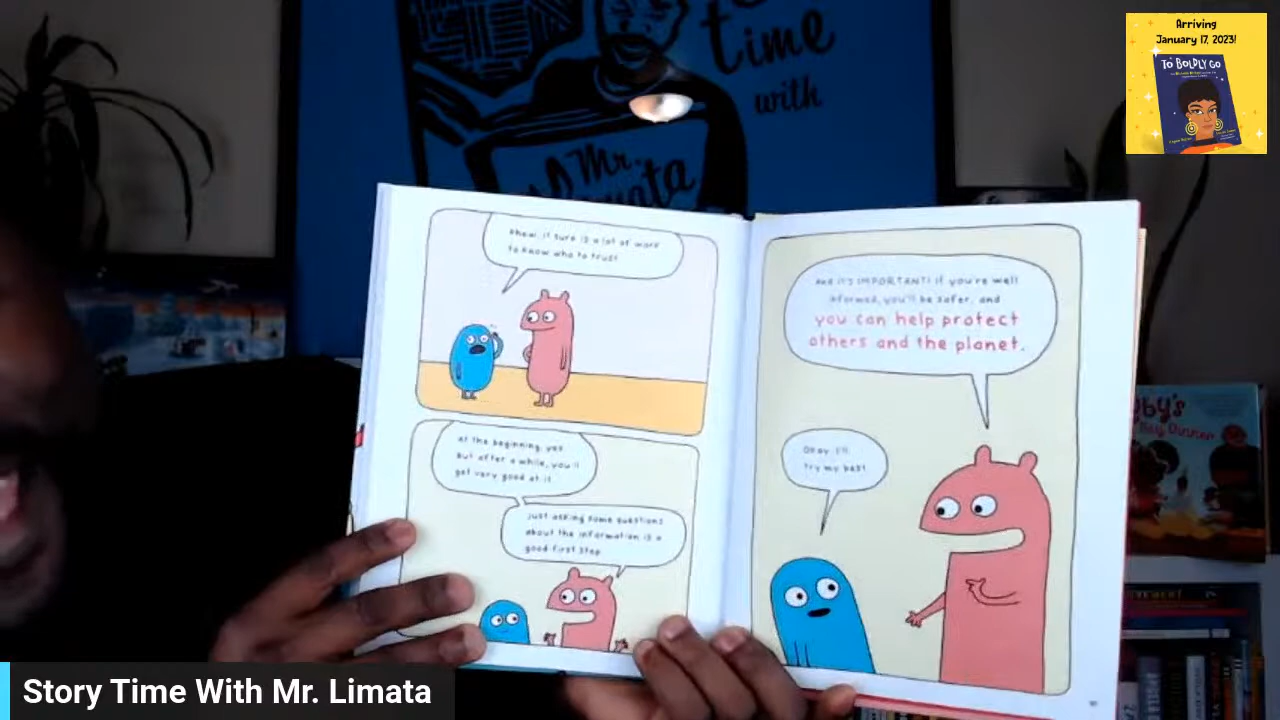 Arriving
January 17, 2023!
TO BOLDLY GO
time
with
Mr.
Phew! It sure is a lot of work
to know who to trust.
At the beginning, yes.
But after a while, you'll
get very good at it.
Just asking some questions
about the information is a
good first step.
And it's IMPORTANT! If you're well
informed, you'll be safer, and
you can help protect
others and the planet.
Okay I'll
try my best.
Dinner
Story Time With Mr. Limata